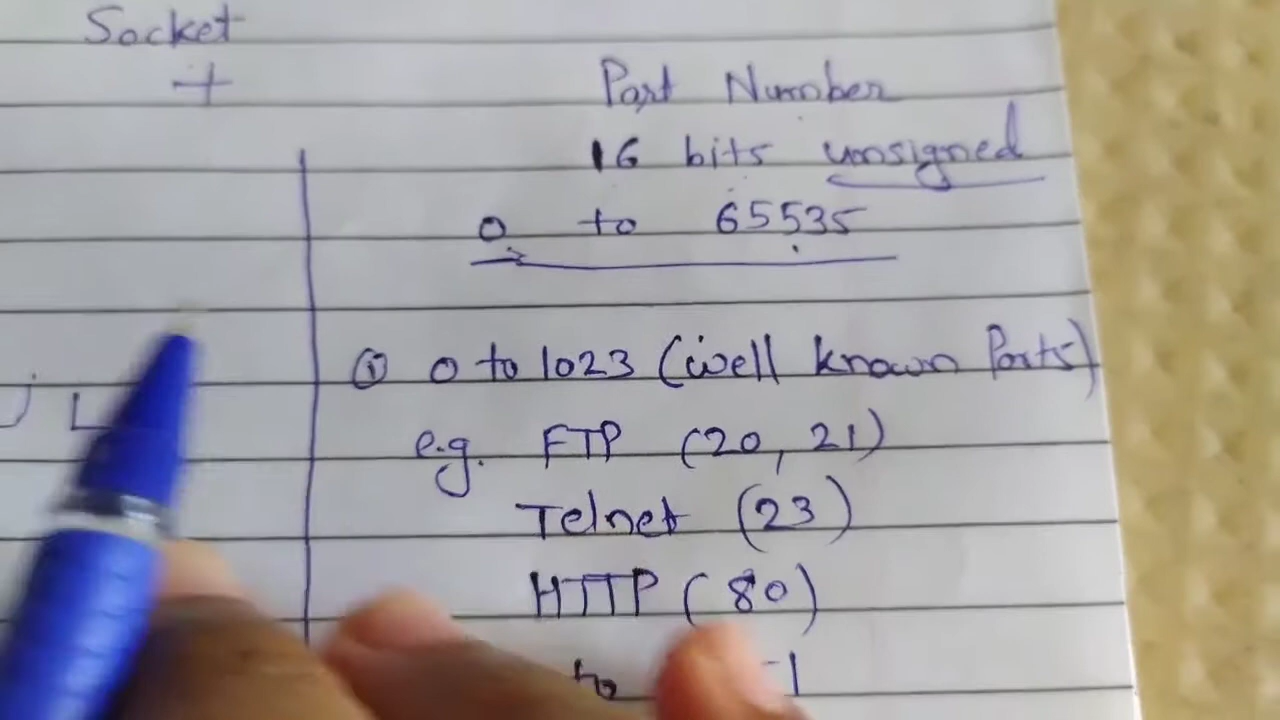 Socket
+
Port Number
16 bits unsigned
0 to 65535
① 0 to 1023 (well known Ports)
e.g. FTP (20, 21)
Telnet (23)
HTTP (80)
to